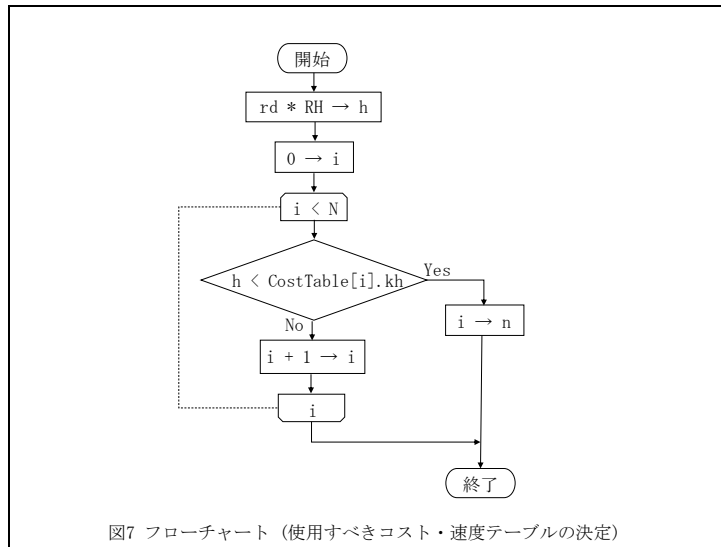 開始
rd * RH → h
0 → i
i < N
h < CostTable[i].kh
Yes
No
i → n
i + 1 → i
i
終了
図7 フローチャート (使用すべきコスト・速度テーブルの決定)